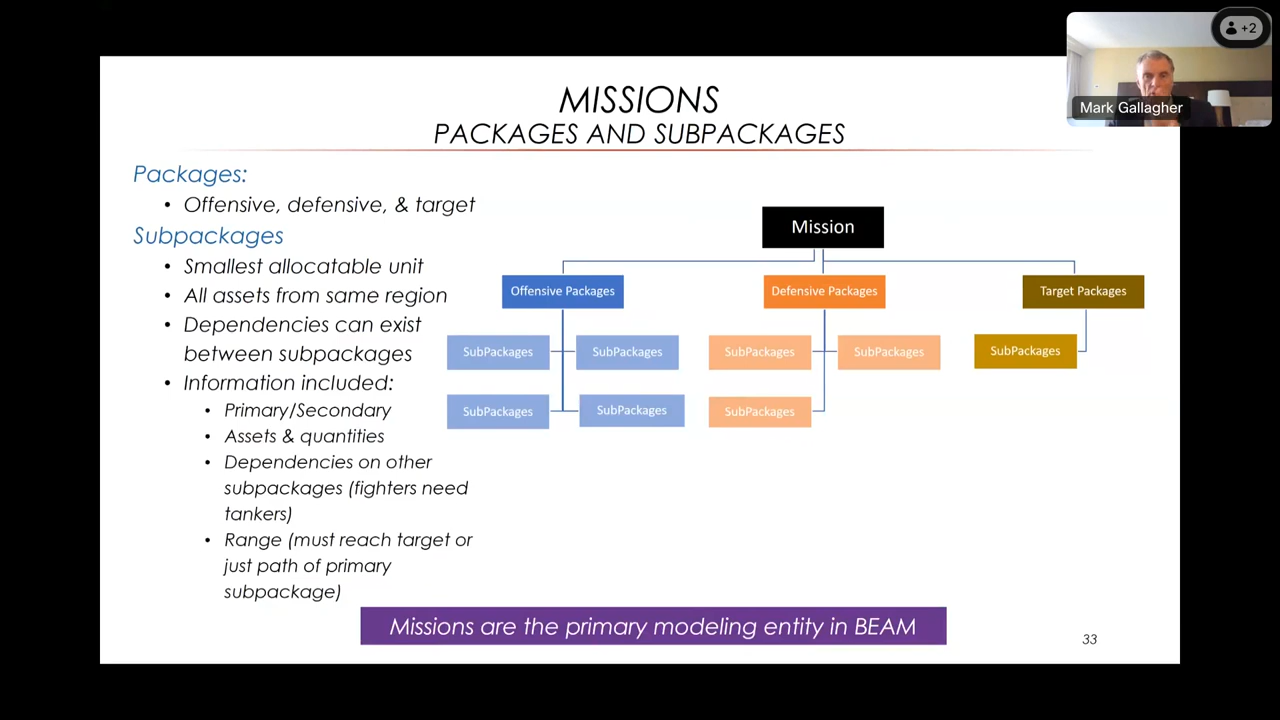 +2
Mark Gallagher
MISSIONS
PACKAGES AND SUBPACKAGES
Packages:
• Offensive, defensive, & target
Subpackages
• Smallest allocatable unit
• All assets from same region
• Dependencies can exist
between subpackages
• Information included:
• Primary/Secondary
• Assets & quantities
• Dependencies on other
subpackages (fighters need
tankers)
• Range (must reach target or
just path of primary
subpackage)
Mission
Offensive Packages
Defensive Packages
Target Packages
SubPackages
SubPackages
SubPackages
SubPackages
SubPackages
SubPackages
SubPackages
SubPackages
Missions are the primary modeling entity in BEAM
33